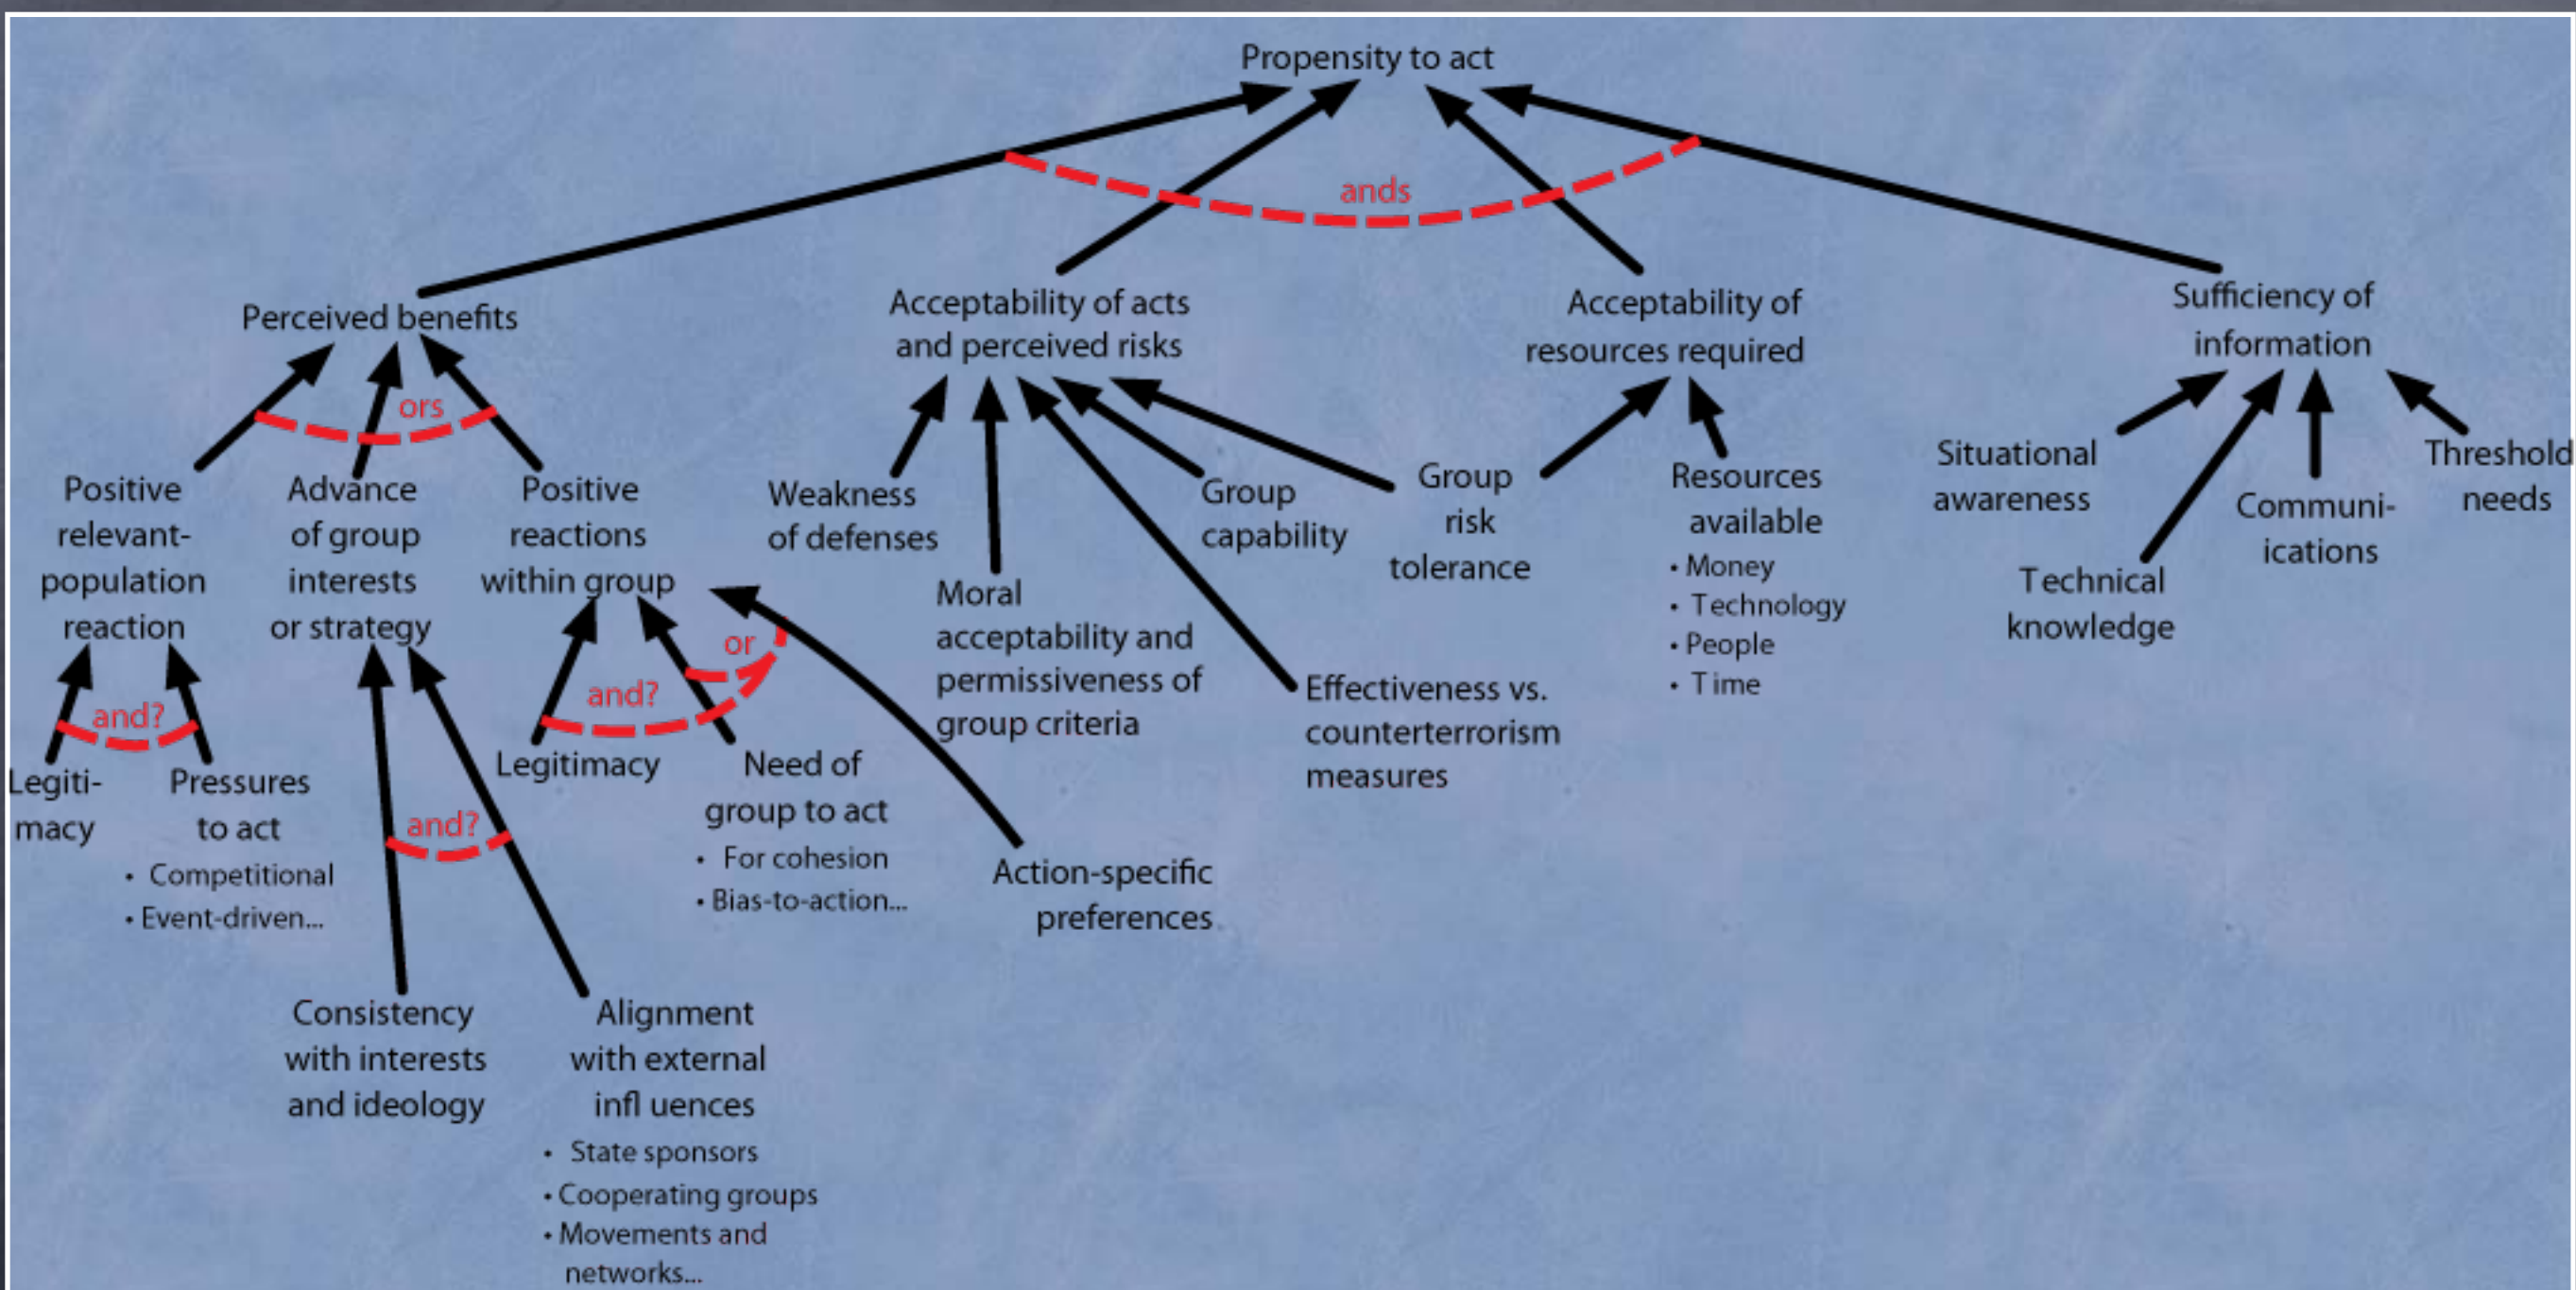 Propensity to act
ands
Perceived benefits
Acceptability of acts
and perceived risks
Acceptability of
resources required
Sufficiency of
information
ors
Positive
relevant-
population
reaction
Advance
of group
interests
or strategy
Positive
reactions
within group
Weakness
of defenses
Moral
acceptability and
permissiveness of
group criteria
Effectiveness vs.
counterterrorism
measures
Group
capability
Group
risk
tolerance
Resources
available
• Money
• Technology
• People
• Time
Situational
awareness
Technical
knowledge
Communi-
ications
Threshold
needs
and?
Legiti-
macy
Pressures
to act
• Competitional
• Event-driven...
and?
Consistency
with interests
and ideology
Alignment
with external
infl uences
• State sponsors
• Cooperating groups
• Movements and
networks...
or
and?
Legitimacy
Need of
group to act
• For cohesion
• Bias-to-action...
Action-specific
preferences